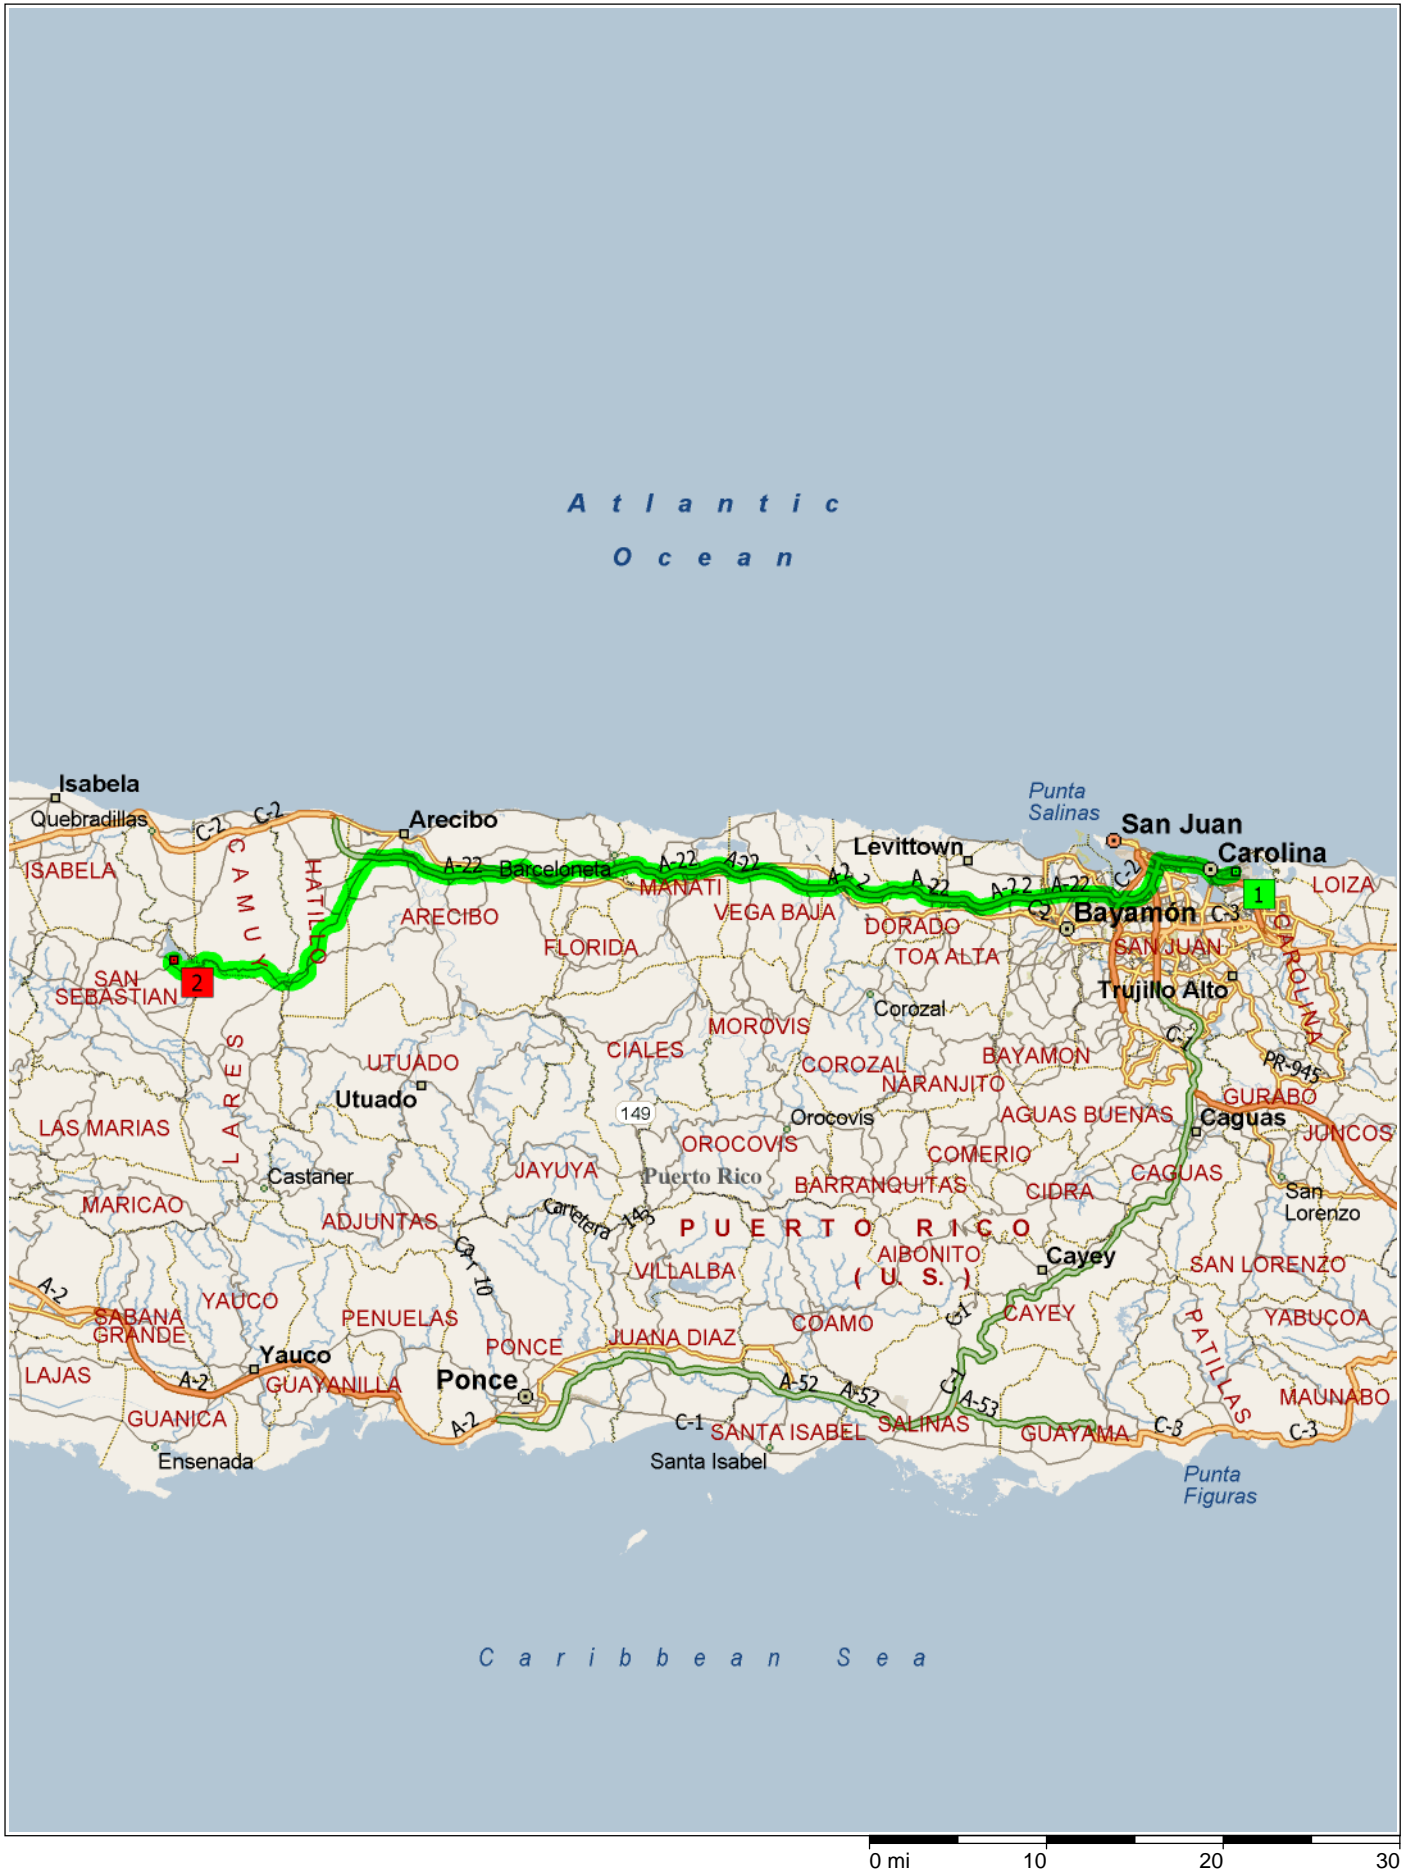 Atlantic
Ocean
Isabela
Punta
Salinas
Quebradillas
C-2
C-2
Arecibo
San Juan
Levittown
Carolina
ISABELA
CAMUY
HATILLO
A-22
Barceloneta
A-22
A-22
MANATI
A-2 2
A-22
A-22
A-22
C-2
C-2
1
LOIZA
ARECIBO
VEGA BAJA
DORADO
Bayamón
C-3
FLORIDA
TOA ALTA
SAN JUAN
CAROLINA
SAN
SEBASTIAN
2
Trujillo Alto
Corozal
MOROVIS
CIALES
LARES
UTUADO
COROZAL
BAYAMON
C-1
PR-945
NARANJITO
Utuado
149
GURABO
LAS MARIAS
Orocovis
AGUAS BUENAS
Caguas
JUNCOS
OROCOVIS
COMERIO
Castaner
JAYUYA
Puerto Rico
BARRANQUITAS
CAGUAS
CIDRA
San
Lorenzo
MARICAO
ADJUNTAS
Carretera 143
PUERTO RICO
Carr 10
AIBONITO
(U. S.)
Cayey
VILLALBA
SAN LORENZO
A-2
YAUCO
SABANA
GRANDE
PENUELAS
C-1
CAYEY
PATILLAS
YABUCOA
COAMO
PONCE
JUANA DIAZ
Yauco
LAJAS
A-2
GUAYANILLA
Ponce
A-52
A-52
C-1
A-53
MAUNABO
GUANICA
A-2
C-1
SANTA ISABEL
SALINAS
GUAYAMA
C-3
C-3
Ensenada
Santa Isabel
Punta
Figuras
Caribbean Sea
0 mi 10 20 30